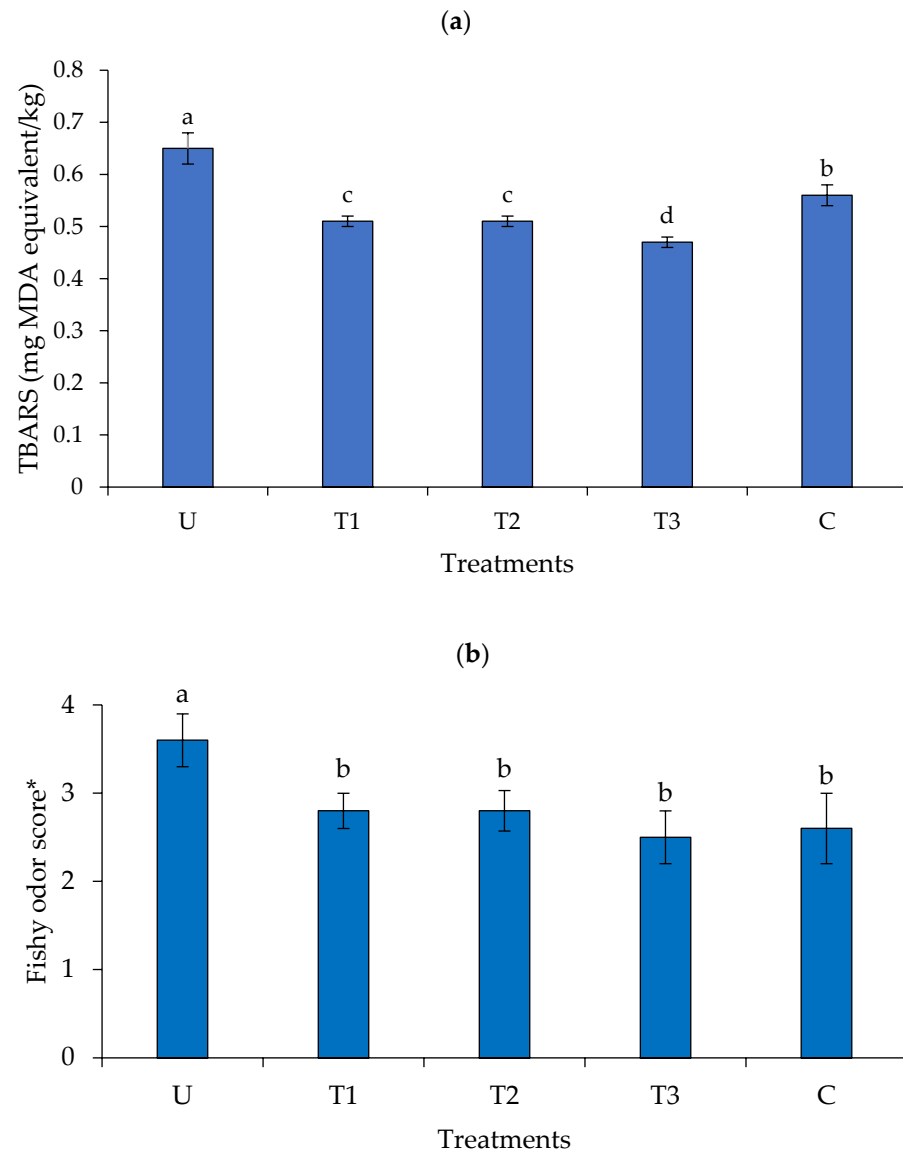 (a)
TBARS (mg MDA equivalent/kg)
0.8
0.7
0.6
0.5
0.4
0.3
0.2
0.1
0
a
c
c
d
b
U T1 T2 T3 C
Treatments
(b)
Fishy odor score*
4
3
2
1
0
a
b
b
b
b
U T1 T2 T3 C
Treatments